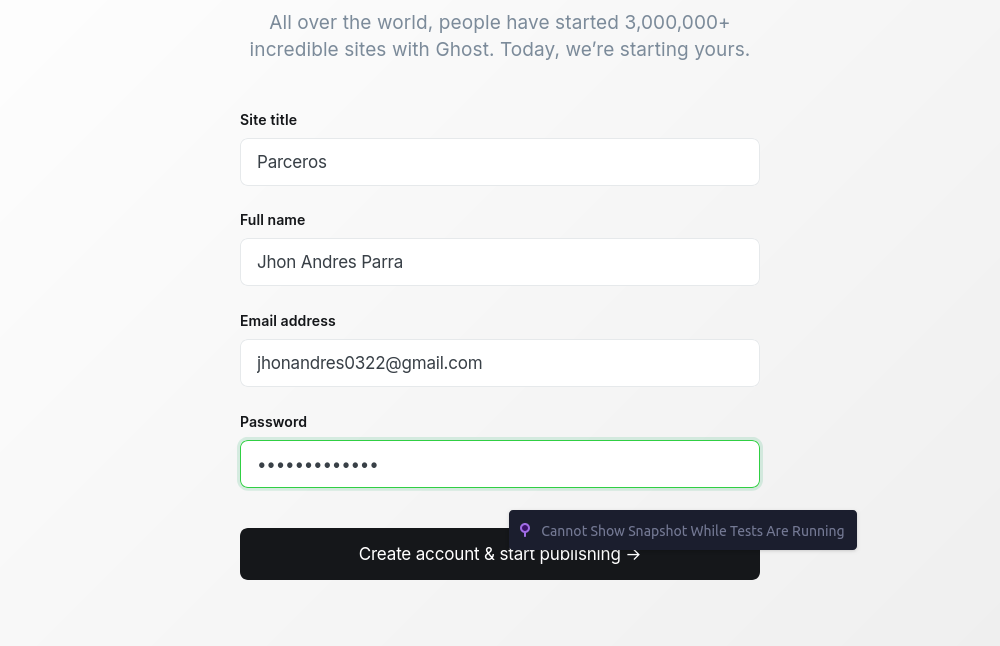 All over the world, people have started 3,000,000+
incredible sites with Ghost. Today, we’re starting yours.
Site title
Parceros
Full name
Jhon Andres Parra
Email address
jhonandres0322@gmail.com
Password
•••••••••••••
Cannot Show Snapshot While Tests Are Running
Create account & start publishing →